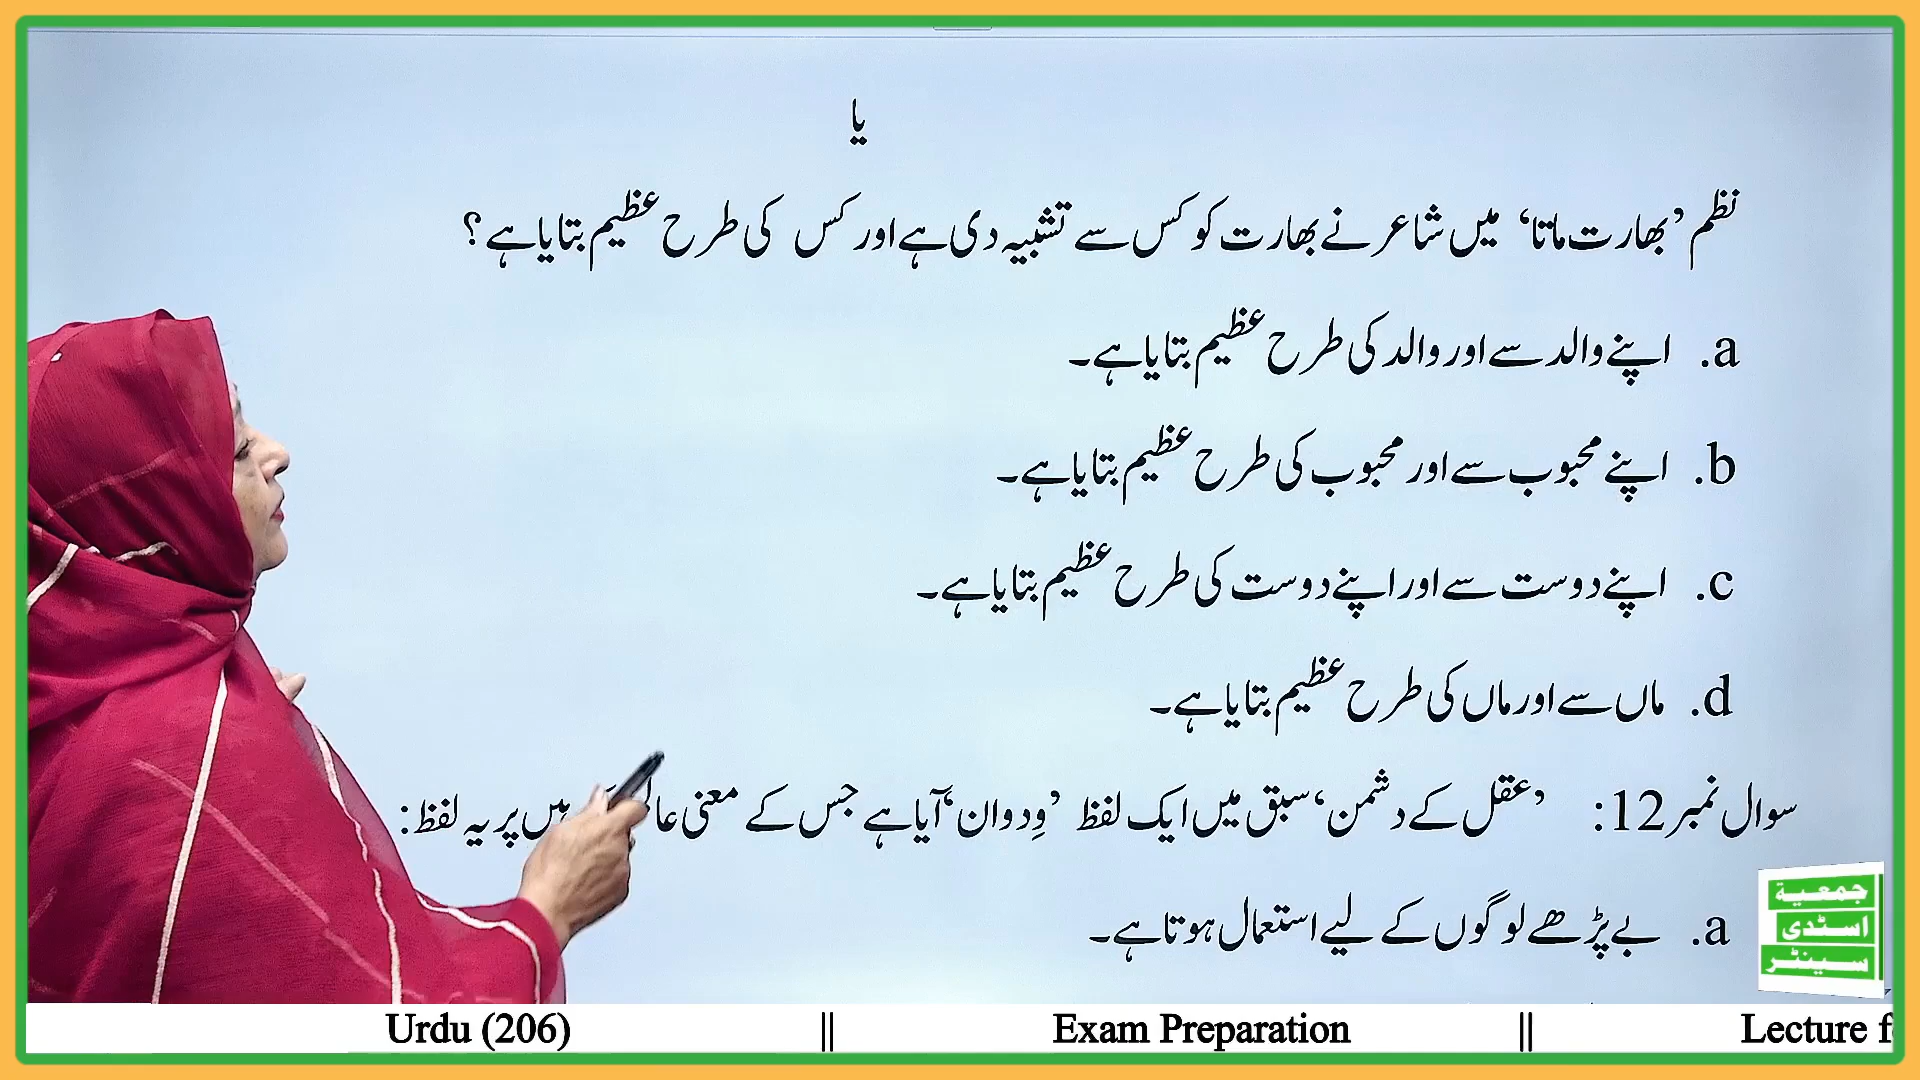 یا
نظم ’بھارت ماتا‘ میں شاعر نے بھارت کو کس سے تشبیہ دی ہے اور کس کی طرح عظیم بتایا ہے؟
a. اپنے والد سے اور والد کی طرح عظیم بتایا ہے۔
b. اپنے محبوب سے اور محبوب کی طرح عظیم بتایا ہے۔
c. اپنے دوست سے اور اپنے دوست کی طرح عظیم بتایا ہے۔
d. ماں سے اور ماں کی طرح عظیم بتایا ہے۔
سوال نمبر 12: ’عقل کے دشمن‘ سبق میں ایک لفظ ’وِدوان‘ آیا ہے جس کے معنی ہیں پر یہ لفظ:
a. بے پڑھے لوگوں کے لیے استعمال ہوتا ہے۔
جمعیة
اسٹڈی
سینٹر
Urdu (206) || Exam Preparation || Lecture